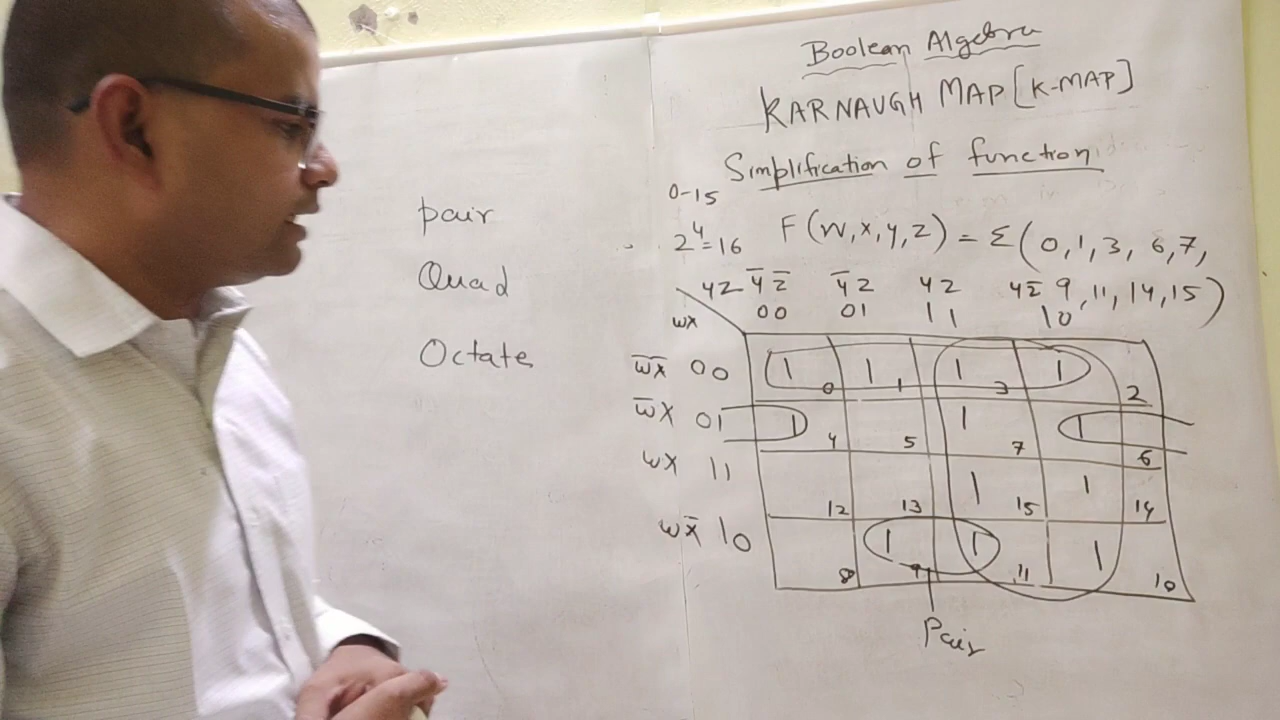 Boolean Algebra
KARNAUGH MAP [K-MAP]
Simplification of function
pair
Quad
Octate
0-15
2⁴=16
F(W,x,y,z) = Σ(0,1,3,6,7,
9,11,14,15)
yz y̅z̅ y̅z yz yz̅
wx 00 01 11 10
w̅x̅ 00 1 0 1 1 1 3 1 2
w̅x 01 1 4 5 1 7 1 6
wx 11 12 13 1 15 1 14
wx̅ 10 8 1 9 1 11 1 10
Pair